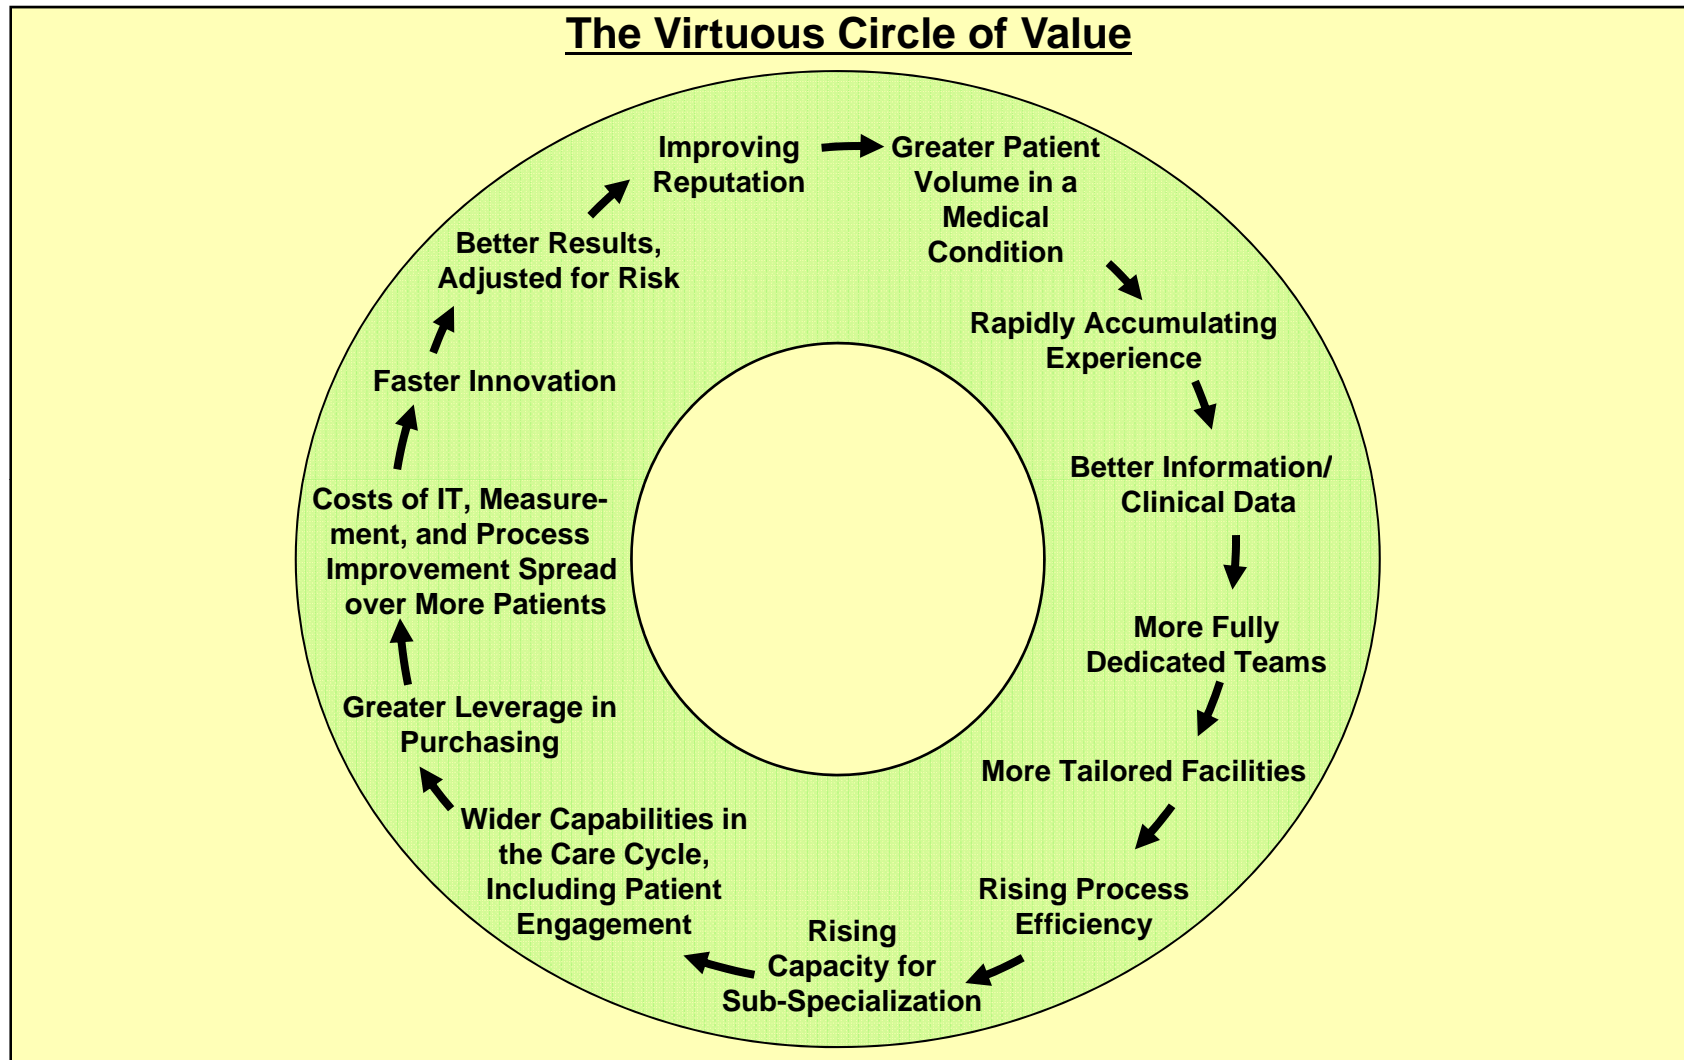 The Virtuous Circle of Value
Improving
Reputation
Greater Patient
Volume in a
Medical
Condition
Rapidly Accumulating
Experience
Better Information/
Clinical Data
More Fully
Dedicated Teams
More Tailored Facilities
Rising Process
Efficiency
Rising
Capacity for
Sub-Specialization
Wider Capabilities in
the Care Cycle,
Including Patient
Engagement
Greater Leverage in
Purchasing
Costs of IT, Measure-
ment, and Process
Improvement Spread
over More Patients
Faster Innovation
Better Results,
Adjusted for Risk